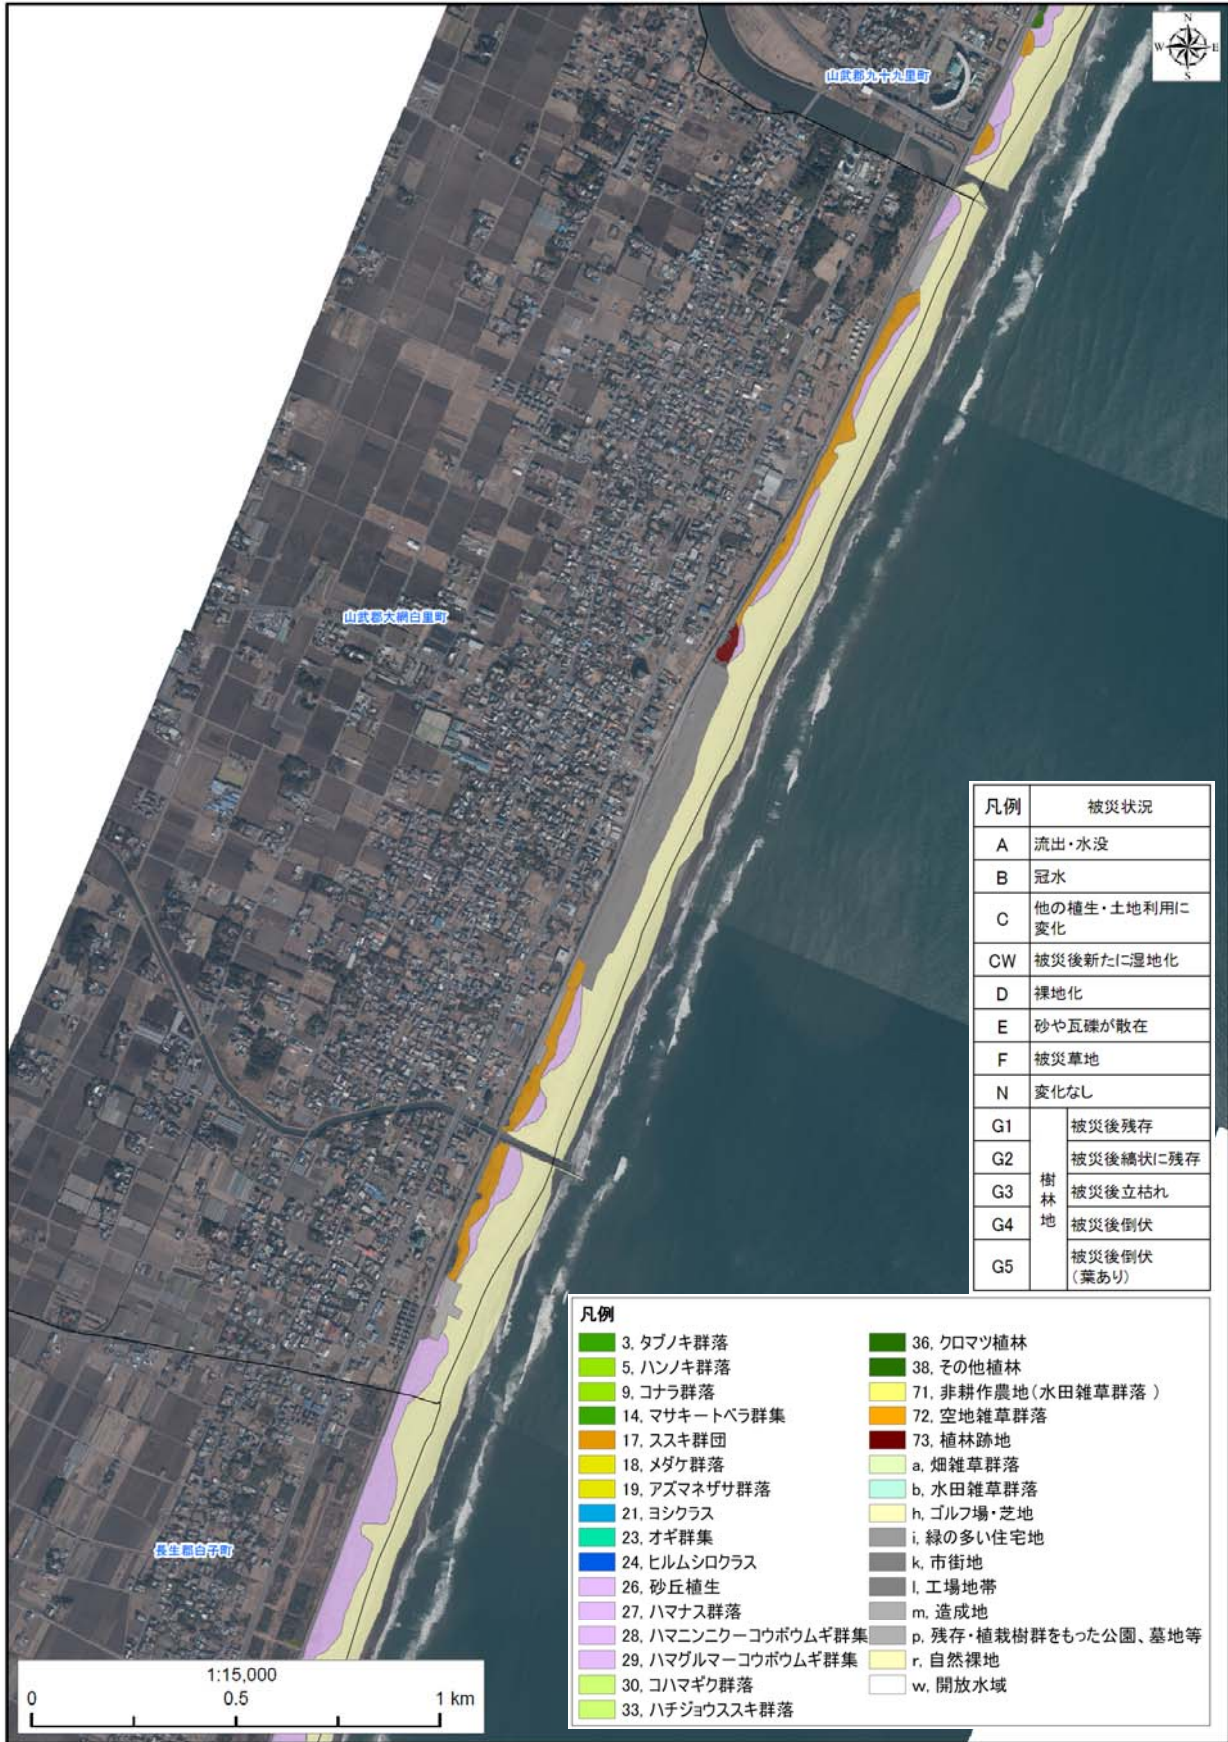 N
W
E
S
山武郡九十九里町
山武郡大網白里町
長生郡白子町
凡例 被災状況
A 流出・水没
B 冠水
C 他の植生・土地利用に
変化
CW 被災後新たに湿地化
D 裸地化
E 砂や瓦礫が散在
F 被災草地
N 変化なし
樹林地
G1 被災後残存
G2 被災後縞状に残存
G3 被災後立枯れ
G4 被災後倒伏
G5 被災後倒伏
(葉あり)
凡例
3, タブノキ群落
5, ハンノキ群落
9, コナラ群落
14, マサキートベラ群集
17, ススキ群団
18, メダケ群落
19, アズマネザサ群落
21, ヨシクラス
23, オギ群集
24, ヒルムシロクラス
26, 砂丘植生
27, ハマナス群落
28, ハマニンニクーコウボウムギ群集
29, ハマグルマーコウボウムギ群集
30, コハマギク群落
33, ハチジョウススキ群落
36, クロマツ植林
38, その他植林
71, 非耕作農地(水田雑草群落 )
72, 空地雑草群落
73, 植林跡地
a, 畑雑草群落
b, 水田雑草群落
h, ゴルフ場・芝地
i, 緑の多い住宅地
k, 市街地
l, 工場地帯
m, 造成地
p, 残存・植栽樹群をもった公園、墓地等
r, 自然裸地
w, 開放水域
1:15,000
0 0.5 1 km